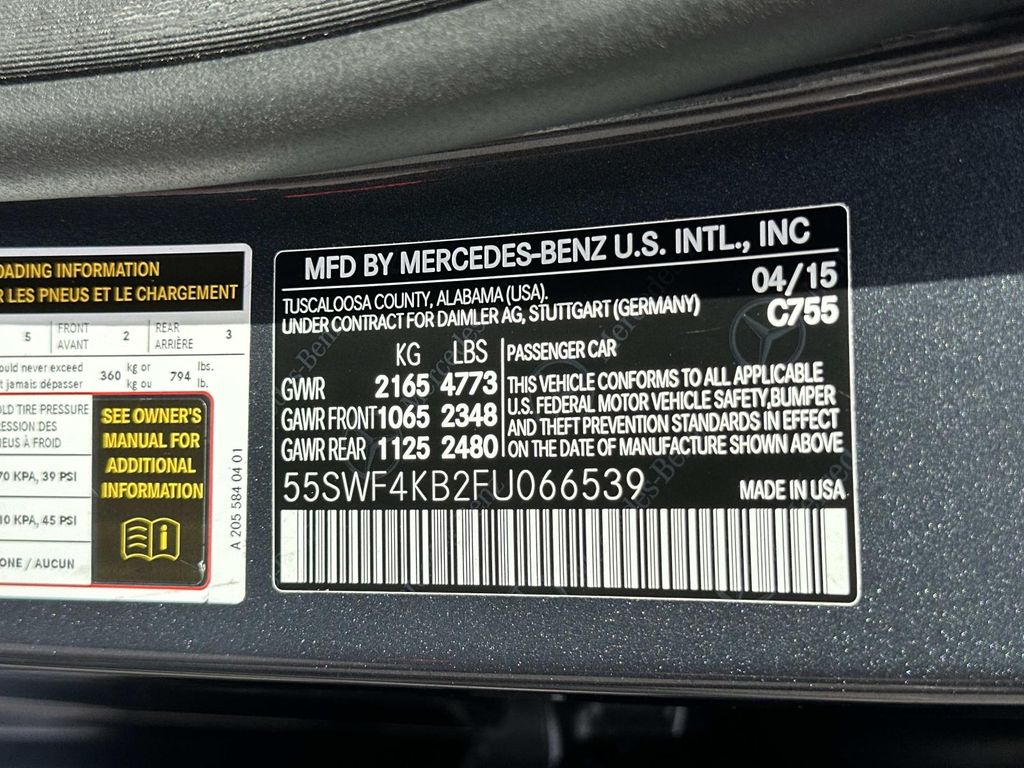 OADING INFORMATION
R LES PNEUS ET LE CHARGEMENT
5 FRONT AVANT 2 REAR ARRIÈRE 3
ould never exceed 360 kg or 794 lbs.
t jamais dépasser kg ou lb.
OLD TIRE PRESSURE
RESSION DES
NEUS À FROID
70 KPA, 39 PSI
10 KPA, 45 PSI
ONE / AUCUN
SEE OWNER'S
MANUAL FOR
ADDITIONAL
INFORMATION
A 205 584 04 01
MFD BY MERCEDES-BENZ U.S. INTL., INC
TUSCALOOSA COUNTY, ALABAMA (USA). 04/15
UNDER CONTRACT FOR DAIMLER AG, STUTTGART (GERMANY) C755
KG LBS
GWR 2165 4773
GAWR FRONT 1065 2348
GAWR REAR 1125 2480
PASSENGER CAR
THIS VEHICLE CONFORMS TO ALL APPLICABLE
U.S. FEDERAL MOTOR VEHICLE SAFETY, BUMPER
AND THEFT PREVENTION STANDARDS IN EFFECT
ON THE DATE OF MANUFACTURE SHOWN ABOVE
55SWF4KB2FU066539 MADE IN USA